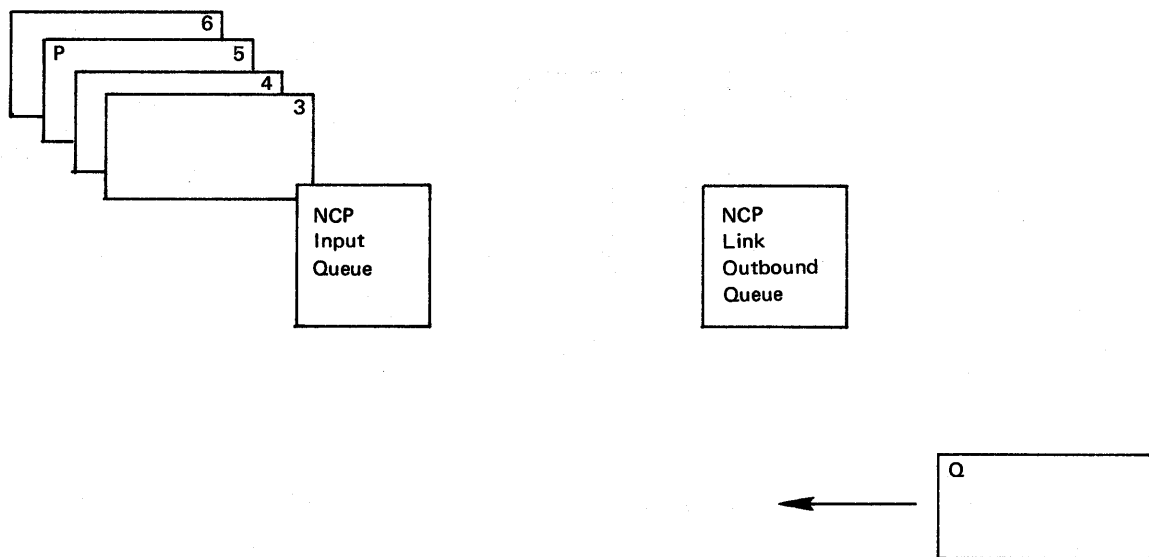 6
P 5
4
3
NCP
Input
Queue
NCP
Link
Outbound
Queue
Q